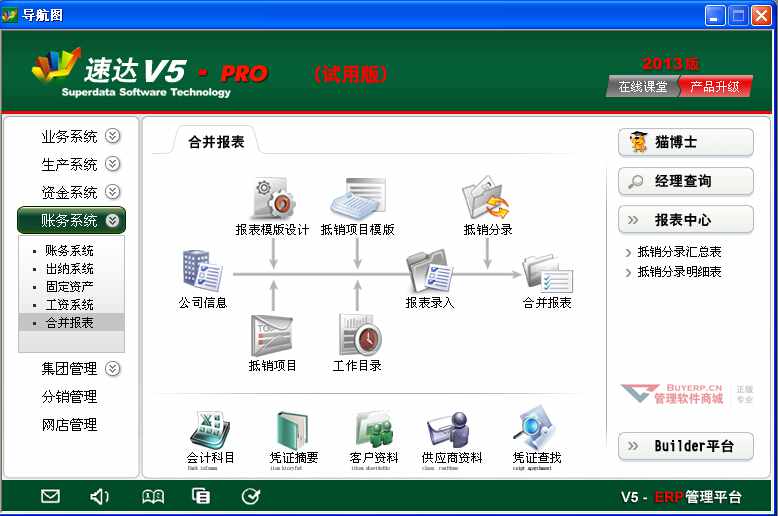 导航图
速达V5 - PRO
(试用版)
Superdata Software Technology
2013版
在线课堂
产品升级
业务系统
生产系统
资金系统
账务系统
账务系统
出纳系统
固定资产
工资系统
合并报表
集团管理
分销管理
网店管理
合并报表
报表模版设计
抵销项目模版
抵销分录
公司信息
报表录入
合并报表
抵销项目
工作目录
会计科目
凭证摘要
客户资料
供应商资料
凭证查找
猫博士
经理查询
报表中心
抵销分录汇总表
抵销分录明细表
BUYERP.CN
管理软件商城
正版
专业
Builder平台
V5 - ERP管理平台